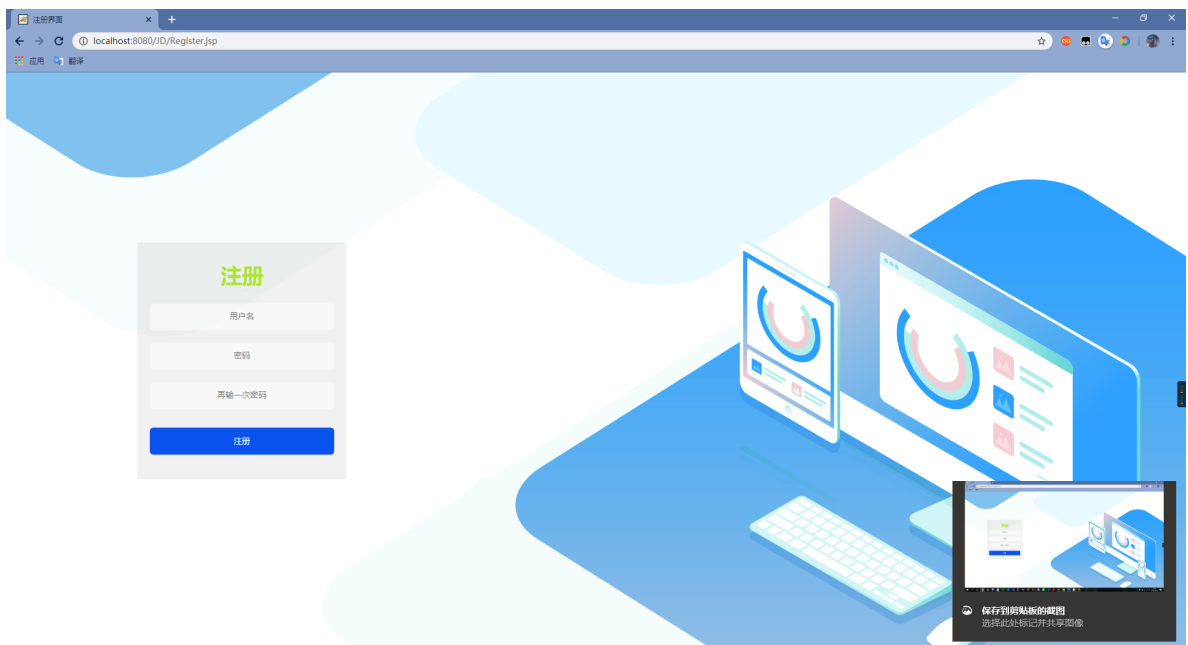 注册界面
localhost:8080/JD/Register.jsp
应用 翻译
注册
用户名
密码
再输一次密码
注册
保存到剪贴板的截图
选择此处标记并共享图像